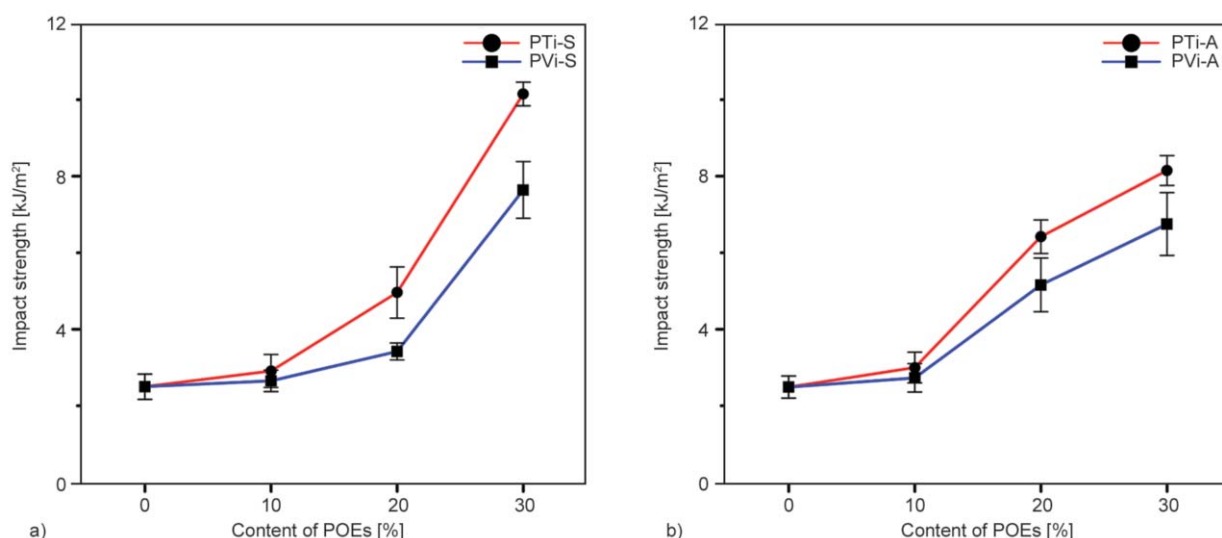 12
8
4
0
Impact strength [kJ/m²]
PTi-S
PVi-S
0 10 20 30
Content of POEs [%]
a)
12
8
4
0
Impact strength [kJ/m²]
PTi-A
PVi-A
0 10 20 30
Content of POEs [%]
b)